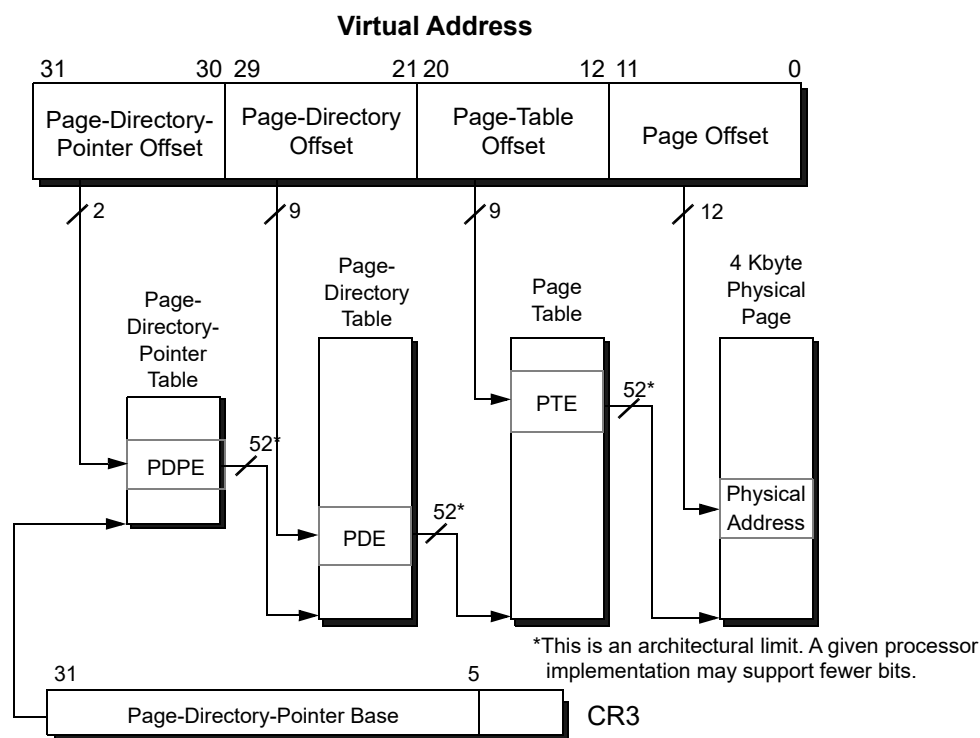 Virtual Address
31 30 29 21 20 12 11 0
Page-Directory-
Pointer Offset
Page-Directory
Offset
Page-Table
Offset
Page Offset
2
9
9
12
Page-
Directory-
Pointer
Table
Page-
Directory
Table
Page
Table
4 Kbyte
Physical
Page
PDPE
52*
PDE
52*
PTE
52*
Physical
Address
*This is an architectural limit. A given processor
implementation may support fewer bits.
31 5
Page-Directory-Pointer Base
CR3